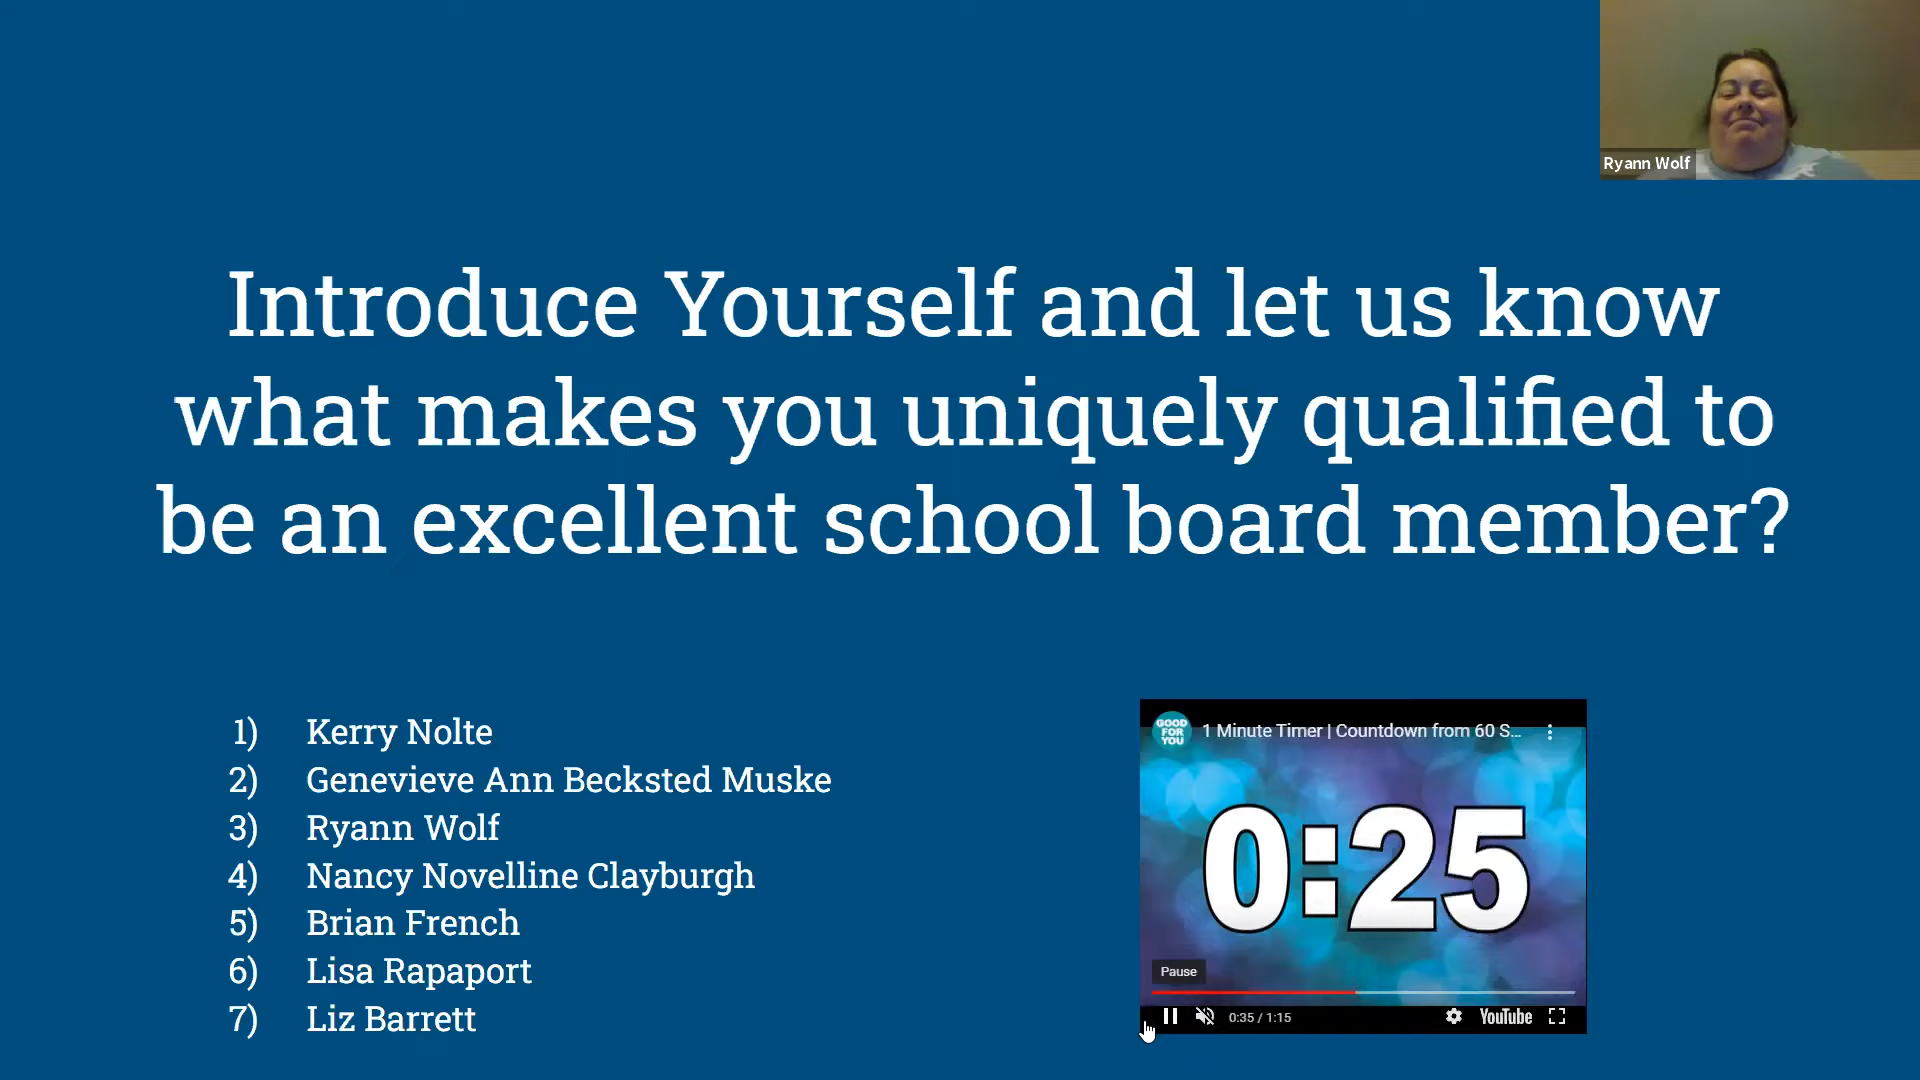 Ryann Wolf
Introduce Yourself and let us know
what makes you uniquely qualified to
be an excellent school board member?
1) Kerry Nolte
2) Genevieve Ann Becksted Muske
3) Ryann Wolf
4) Nancy Novelline Clayburgh
5) Brian French
6) Lisa Rapaport
7) Liz Barrett
GOOD
FOR
YOU
1 Minute Timer | Countdown from 60 S...
0:25
Pause
0:35 / 1:15
YouTube